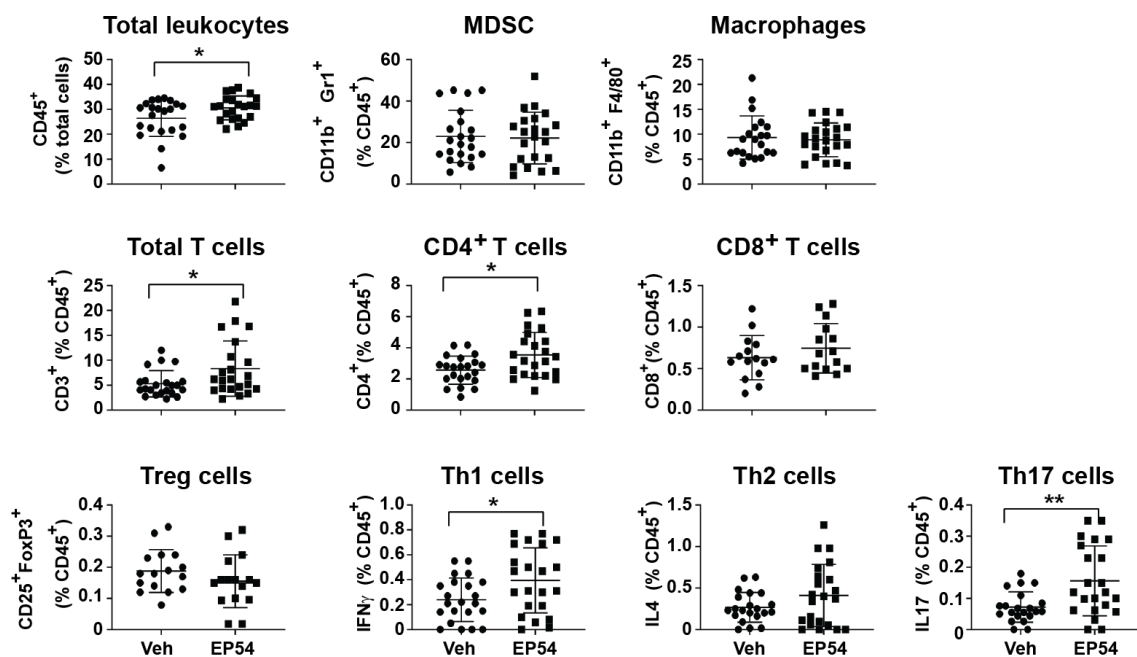 Total leukocytes
CD45+
(% total cells)
50
40
30
20
10
0
*
MDSC
CD11b+ Gr1+
(% CD45+)
60
40
20
0
Macrophages
CD11b+ F4/80+
(% CD45+)
25
20
15
10
5
0
Total T cells
CD3+ (% CD45+)
25
20
15
10
5
0
*
CD4+ T cells
CD4+ (% CD45+)
8
6
4
2
0
*
CD8+ T cells
CD8+ (% CD45+)
1.5
1.0
0.5
0.0
Treg cells
CD25+FoxP3+
(% CD45+)
0.4
0.3
0.2
0.1
0
Veh EP54
Th1 cells
IFNγ (% CD45+)
1.0
0.8
0.6
0.4
0.2
0.0
*
Veh EP54
Th2 cells
IL4 (% CD45+)
1.5
1.0
0.5
0.0
Veh EP54
Th17 cells
IL17 (% CD45+)
0.4
0.3
0.2
0.1
0
**
Veh EP54